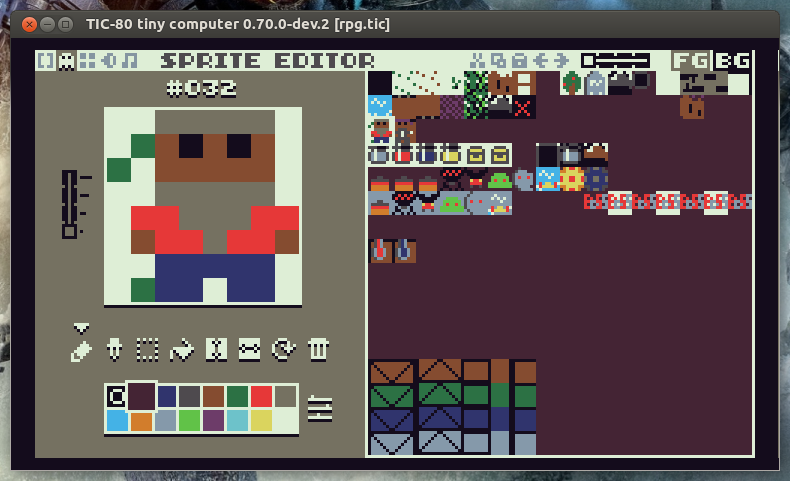 TIC-80 tiny computer 0.70.0-dev.2 [rpg.tic]
SPRITE EDITOR
FG BG
#032